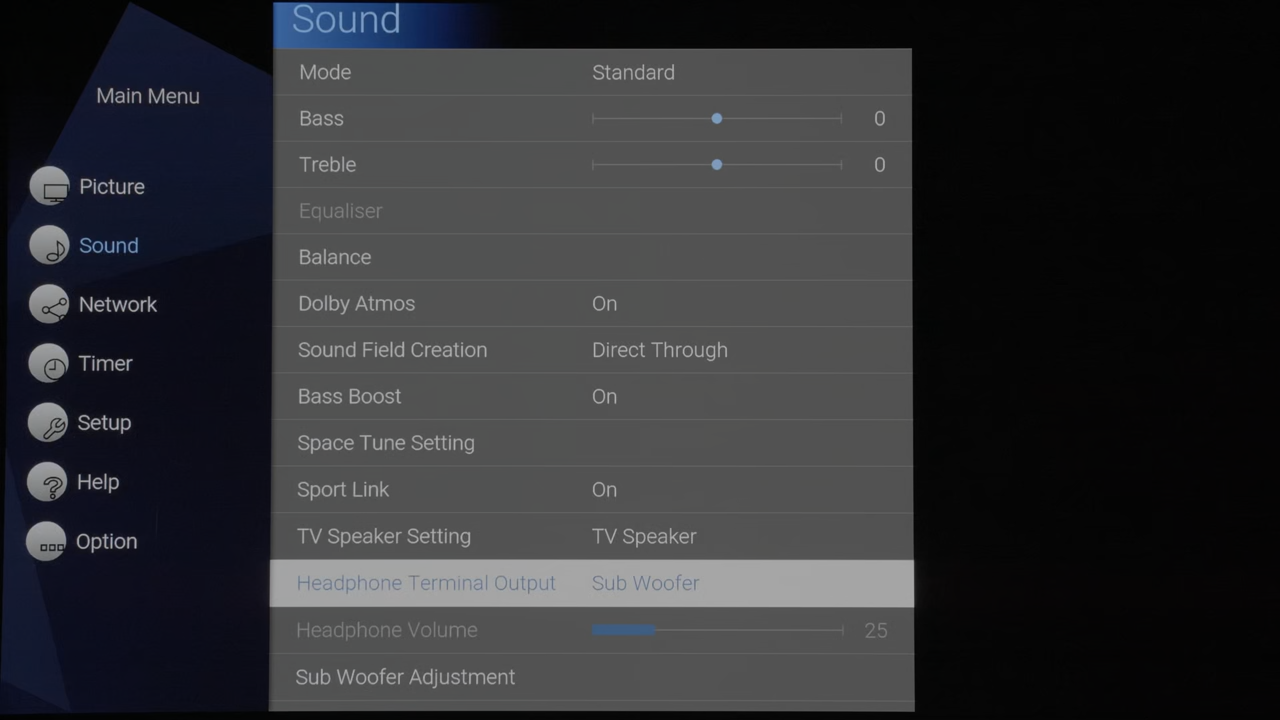 Sound
Main Menu
Picture
Sound
Network
Timer
Setup
Help
Option
Mode Standard
Bass 0
Treble 0
Equaliser
Balance
Dolby Atmos On
Sound Field Creation Direct Through
Bass Boost On
Space Tune Setting
Sport Link On
TV Speaker Setting TV Speaker
Headphone Terminal Output Sub Woofer
Headphone Volume 25
Sub Woofer Adjustment